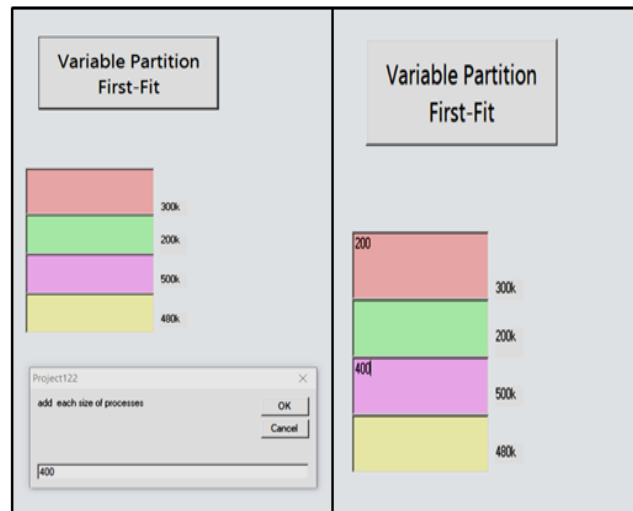 Variable Partition
First-Fit
300k
200k
500k
480k
Project122
add each size of processes
OK
Cancel
400
Variable Partition
First-Fit
200
300k
200k
400
500k
480k